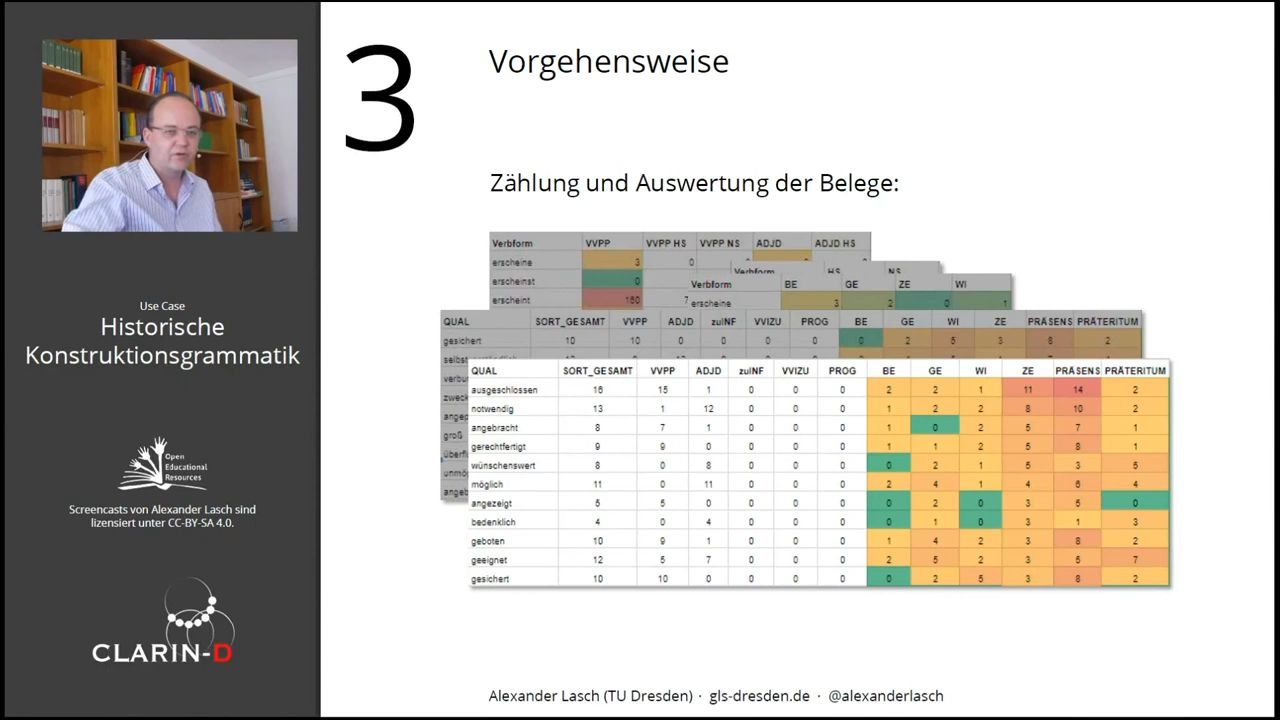 3
Vorgehensweise
Zählung und Auswertung der Belege:
Verbform VVPP VVPP HS VVPP NS ADJD ADJD HS
erscheine 3 0
erscheinst 0
erscheint 160 7
Verbform HS NS
Verbform BE GE ZE WI
erscheine 3 2 0 1
QUAL SORT_GESAMT VVPP ADJD zuINF VVIZU PROG BE GE WI ZE PRÄSENS PRÄTERITUM
gesichert 10 10 0 0 0 0 0 2 5 3 8 2
QUAL SORT_GESAMT VVPP ADJD zuINF VVIZU PROG BE GE WI ZE PRÄSENS PRÄTERITUM
ausgeschlossen 16 15 1 0 0 0 2 2 1 11 14 2
notwendig 13 1 12 0 0 0 1 2 2 8 10 2
angebracht 8 7 1 0 0 0 1 0 2 5 7 1
gerechtfertigt 9 9 0 0 0 0 1 1 2 5 8 1
wünschenswert 8 0 8 0 0 0 0 2 1 5 3 5
möglich 11 0 11 0 0 0 2 4 1 4 6 4
angezeigt 5 5 0 0 0 0 0 2 0 3 5 0
bedenklich 4 0 4 0 0 0 0 1 0 3 1 3
geboten 10 9 1 0 0 0 1 4 2 3 8 2
geeignet 12 5 7 0 0 0 2 5 2 3 5 7
gesichert 10 10 0 0 0 0 0 2 5 3 8 2
Use Case
Historische
Konstruktionsgrammatik
Open
Educational
Resources
Screencasts von Alexander Lasch sind
lizensiert unter CC-BY-SA 4.0.
CLARIN-D
Alexander Lasch (TU Dresden) · gls-dresden.de · @alexanderlasch